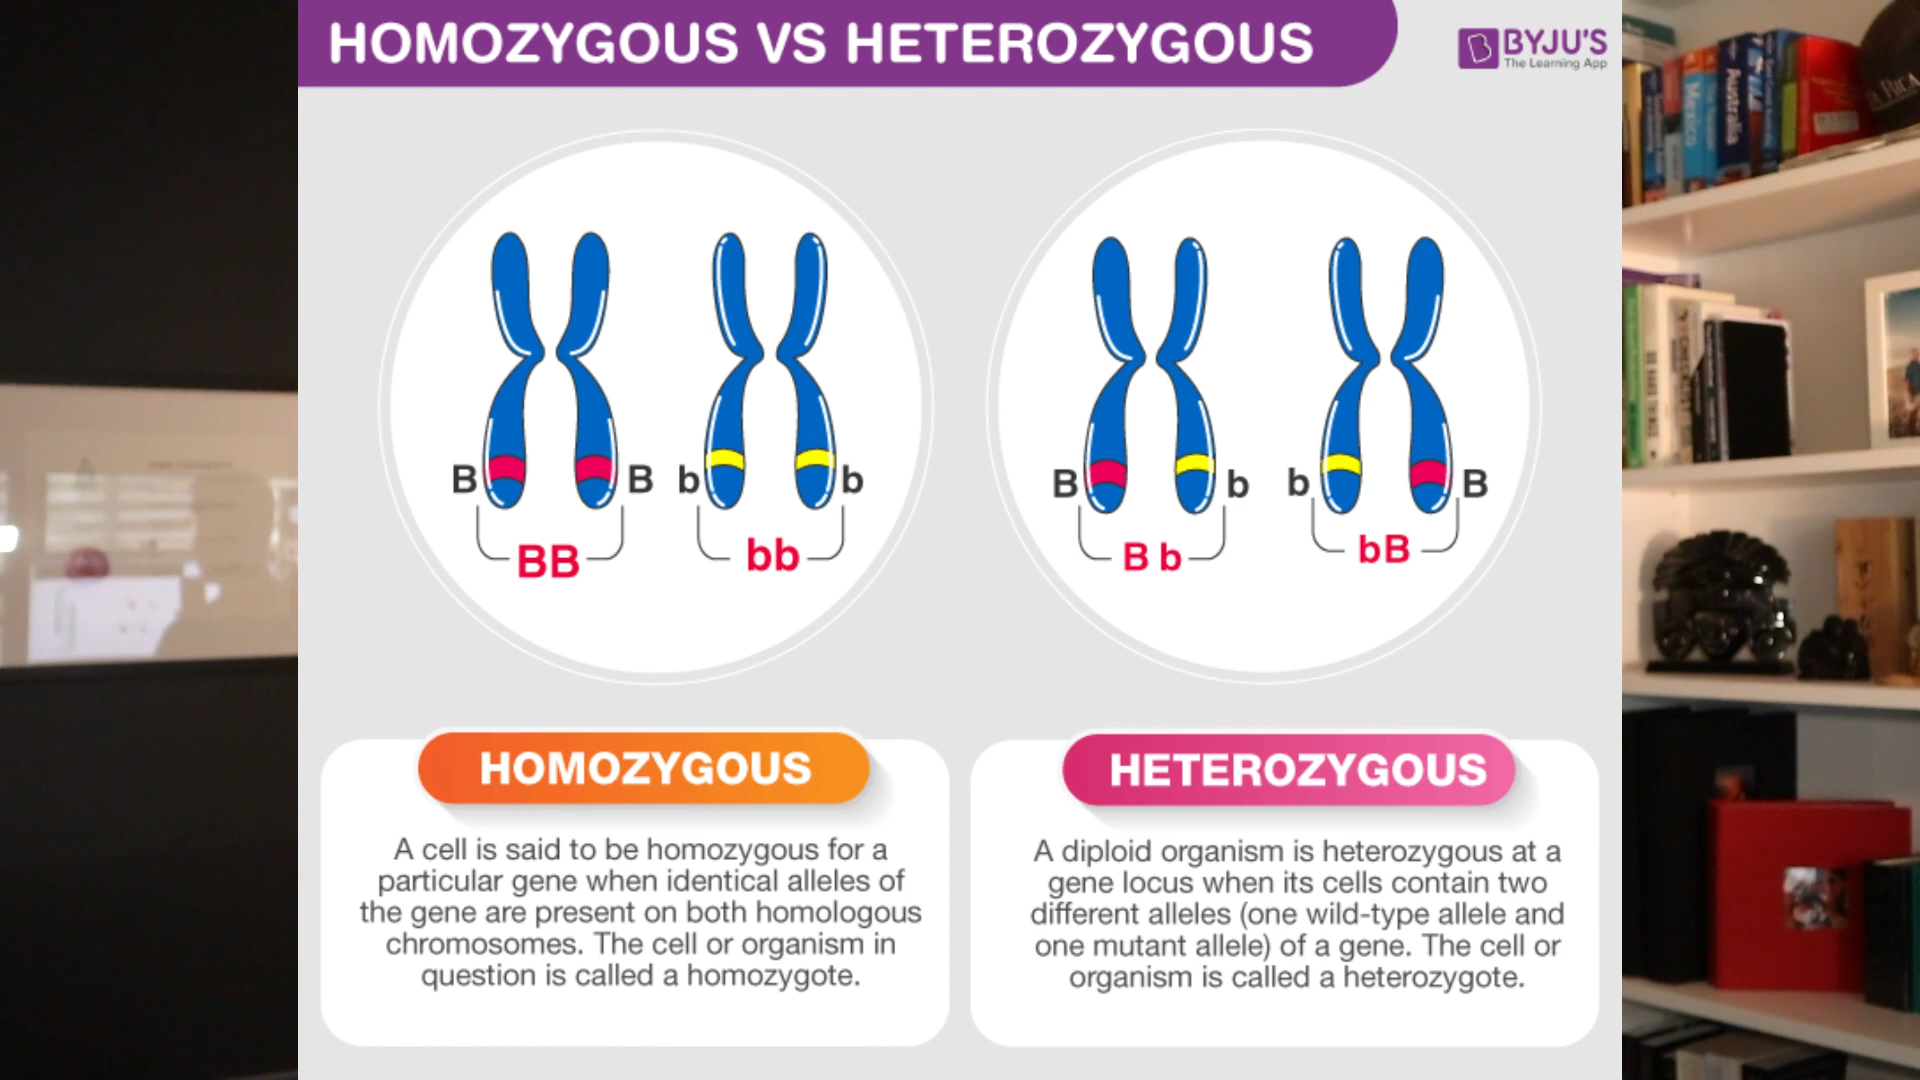 HOMOZYGOUS VS HETEROZYGOUS
BYJU'S
The Learning App
B B b b
BB bb
B b b B
B b bB
HOMOZYGOUS
A cell is said to be homozygous for a
particular gene when identical alleles of
the gene are present on both homologous
chromosomes. The cell or organism in
question is called a homozygote.
HETEROZYGOUS
A diploid organism is heterozygous at a
gene locus when its cells contain two
different alleles (one wild-type allele and
one mutant allele) of a gene. The cell or
organism is called a heterozygote.
Mexico
Australia